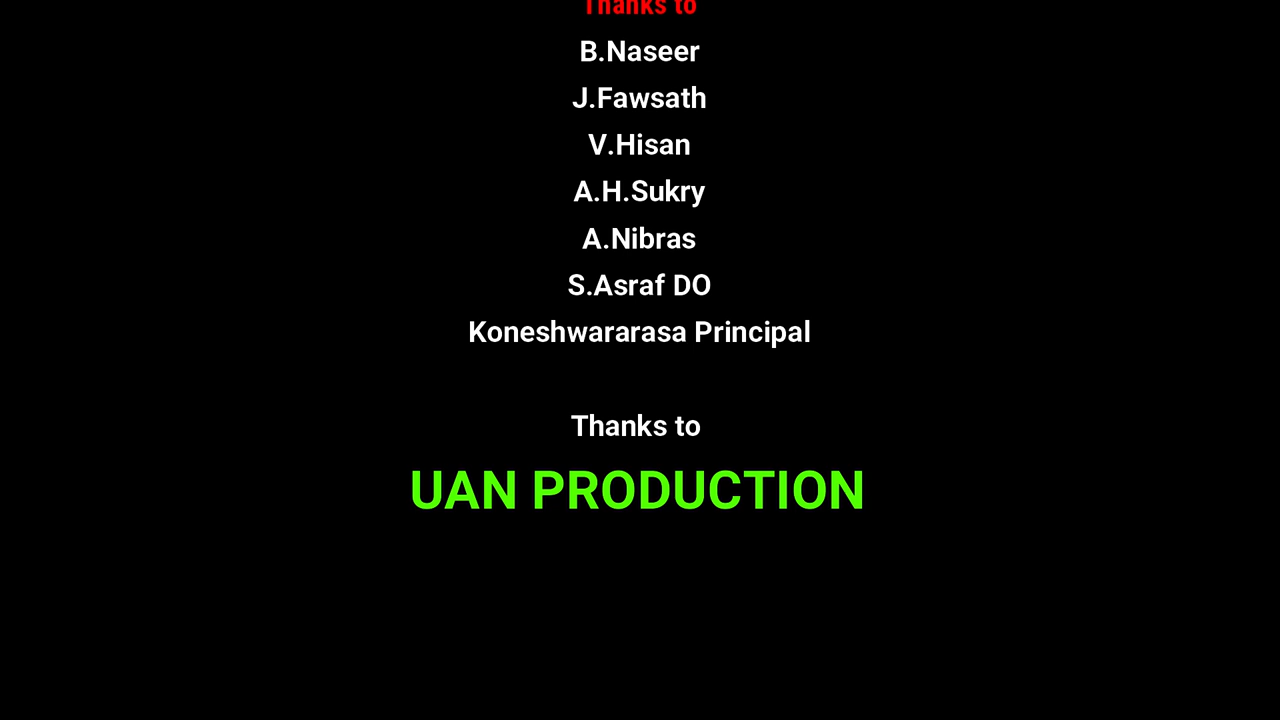 Thanks to
B.Naseer
J.Fawsath
V.Hisan
A.H.Sukry
A.Nibras
S.Asraf DO
Koneshwararasa Principal
Thanks to
UAN PRODUCTION